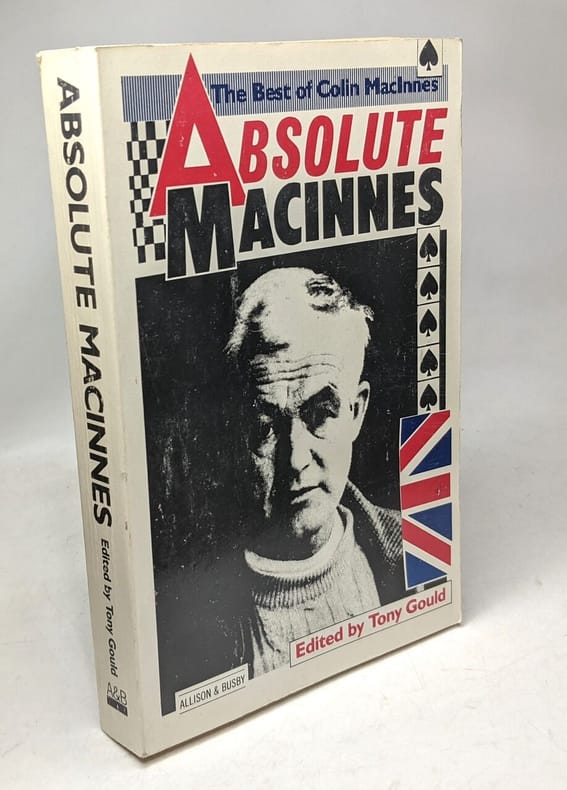 The Best of Colin MacInnes
ABSOLUTE
MACINNES
Edited by Tony Gould
ALLISON & BUSBY
ABSOLUTE MACINNES Edited by Tony Gould A&B